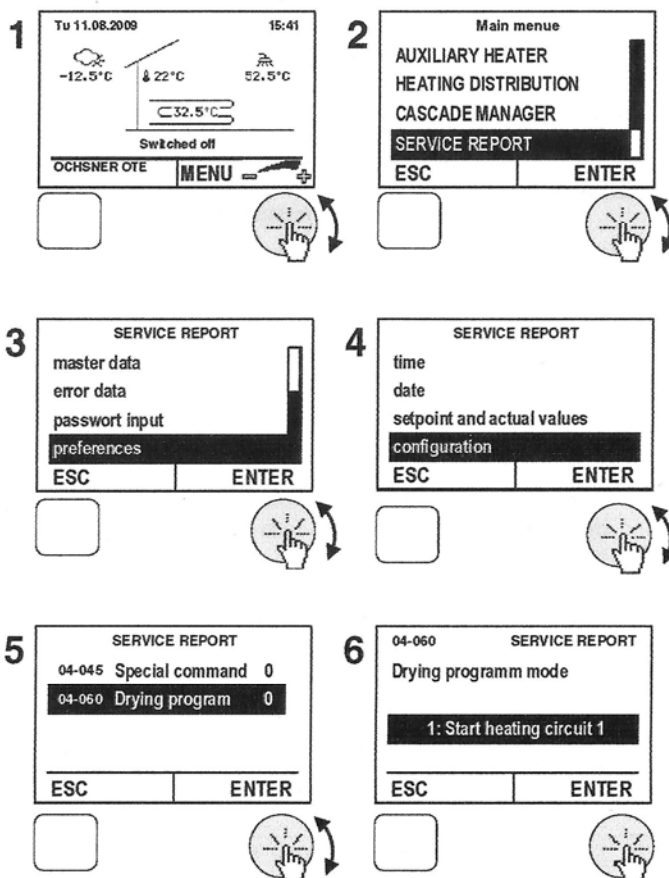 1
Tu 11.08.2009 15:41
-12.5°C 22°C 52.5°C
32.5°C
Switched off
OCHSNER OTE MENU - +
2
Main menue
AUXILIARY HEATER
HEATING DISTRIBUTION
CASCADE MANAGER
SERVICE REPORT
ESC ENTER
3
SERVICE REPORT
master data
error data
passwort input
preferences
ESC ENTER
4
SERVICE REPORT
time
date
setpoint and actual values
configuration
ESC ENTER
5
SERVICE REPORT
04-045 Special command 0
04-060 Drying program 0
ESC ENTER
6
04-060 SERVICE REPORT
Drying programm mode
1: Start heating circuit 1
ESC ENTER